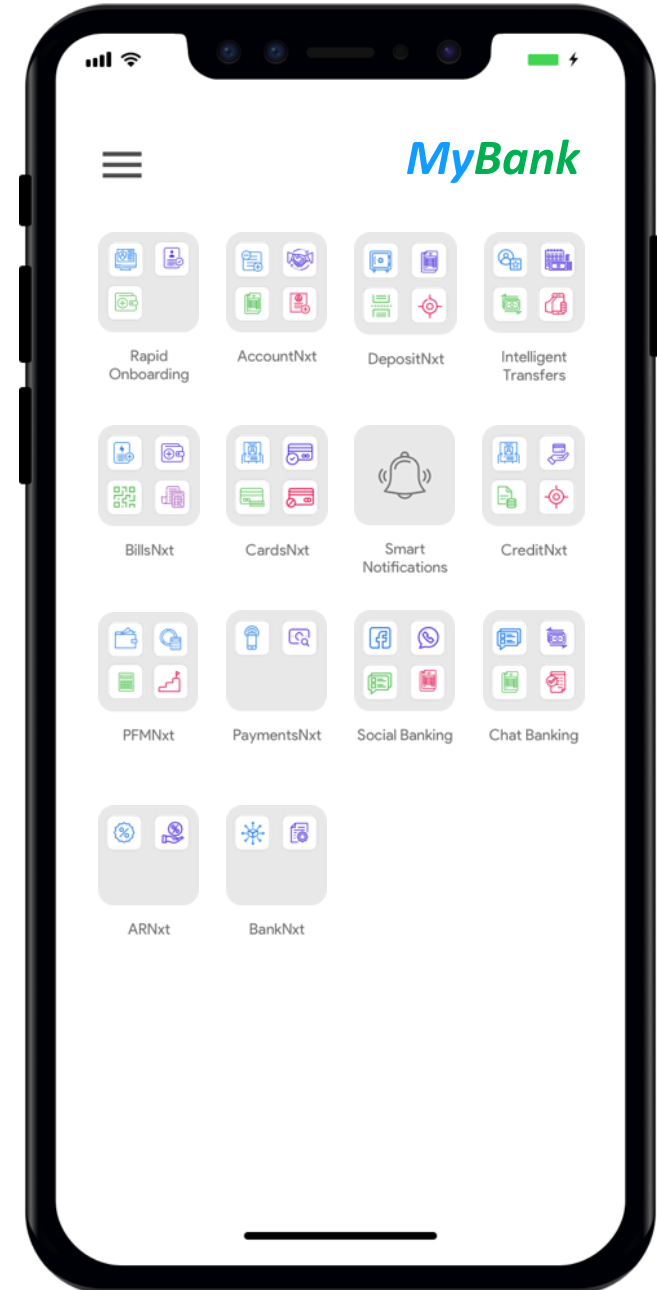 MyBank
Rapid
Onboarding
AccountNxt
DepositNxt
Intelligent
Transfers
BillsNxt
CardsNxt
Smart
Notifications
CreditNxt
PFMNxt
PaymentsNxt
Social Banking
Chat Banking
ARNxt
BankNxt